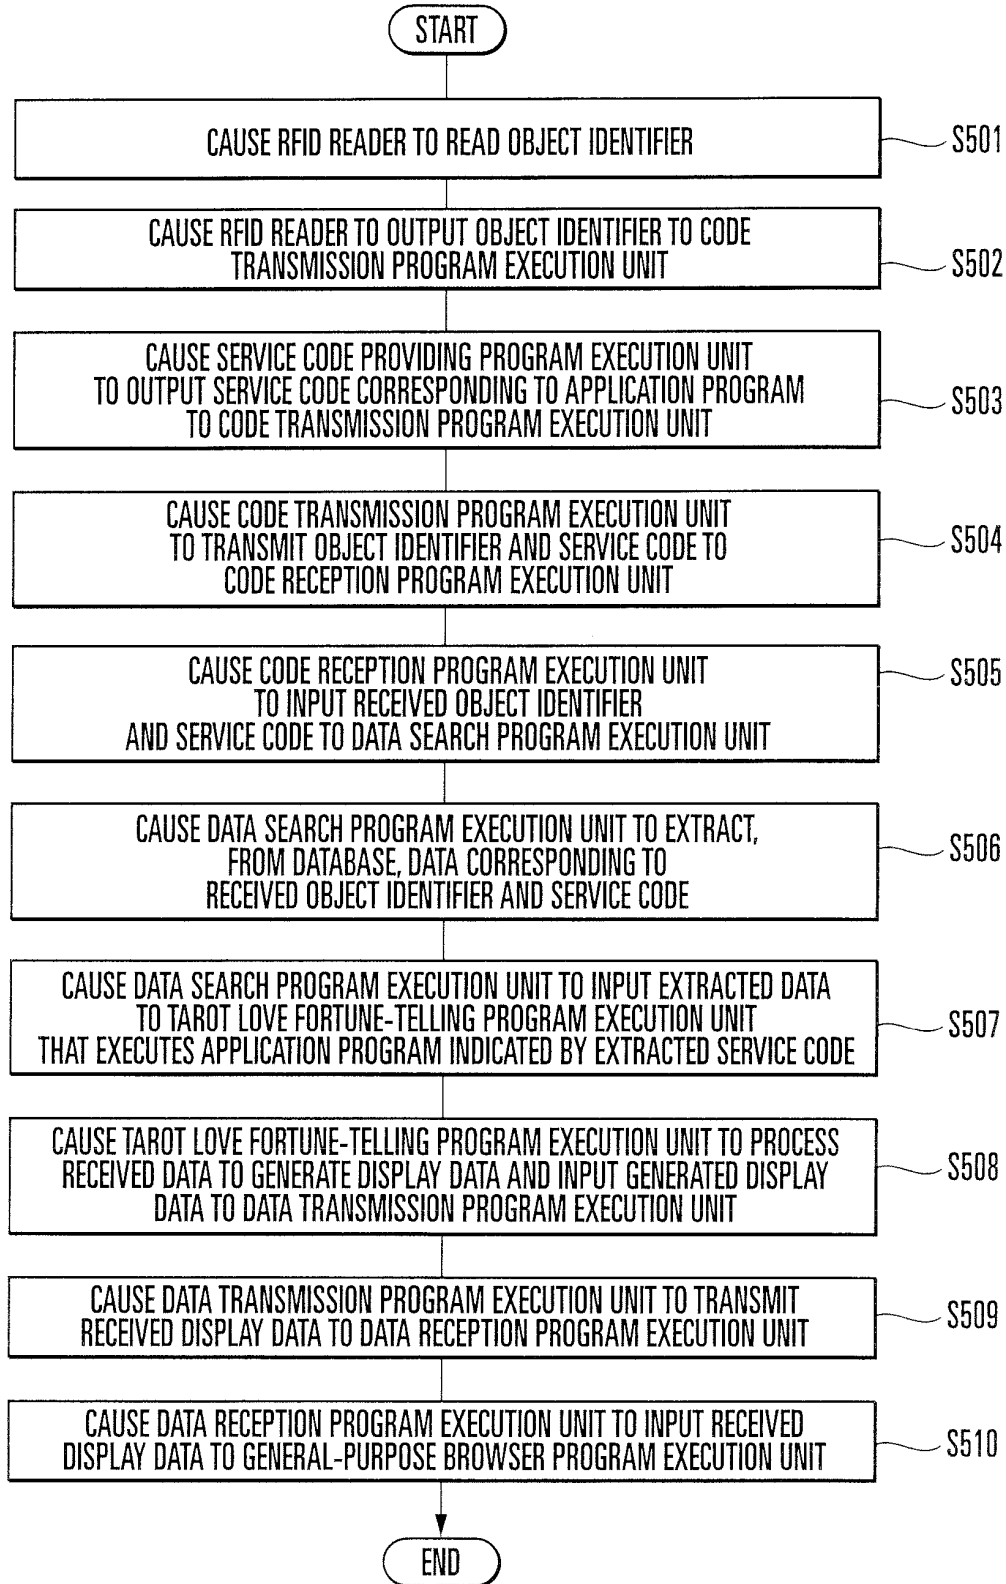 START
CAUSE RFID READER TO READ OBJECT IDENTIFIER
S501
CAUSE RFID READER TO OUTPUT OBJECT IDENTIFIER TO CODE
TRANSMISSION PROGRAM EXECUTION UNIT
S502
CAUSE SERVICE CODE PROVIDING PROGRAM EXECUTION UNIT
TO OUTPUT SERVICE CODE CORRESPONDING TO APPLICATION PROGRAM
TO CODE TRANSMISSION PROGRAM EXECUTION UNIT
S503
CAUSE CODE TRANSMISSION PROGRAM EXECUTION UNIT
TO TRANSMIT OBJECT IDENTIFIER AND SERVICE CODE TO
CODE RECEPTION PROGRAM EXECUTION UNIT
S504
CAUSE CODE RECEPTION PROGRAM EXECUTION UNIT
TO INPUT RECEIVED OBJECT IDENTIFIER
AND SERVICE CODE TO DATA SEARCH PROGRAM EXECUTION UNIT
S505
CAUSE DATA SEARCH PROGRAM EXECUTION UNIT TO EXTRACT,
FROM DATABASE, DATA CORRESPONDING TO
RECEIVED OBJECT IDENTIFIER AND SERVICE CODE
S506
CAUSE DATA SEARCH PROGRAM EXECUTION UNIT TO INPUT EXTRACTED DATA
TO TAROT LOVE FORTUNE-TELLING PROGRAM EXECUTION UNIT
THAT EXECUTES APPLICATION PROGRAM INDICATED BY EXTRACTED SERVICE CODE
S507
CAUSE TAROT LOVE FORTUNE-TELLING PROGRAM EXECUTION UNIT TO PROCESS
RECEIVED DATA TO GENERATE DISPLAY DATA AND INPUT GENERATED DISPLAY
DATA TO DATA TRANSMISSION PROGRAM EXECUTION UNIT
S508
CAUSE DATA TRANSMISSION PROGRAM EXECUTION UNIT TO TRANSMIT
RECEIVED DISPLAY DATA TO DATA RECEPTION PROGRAM EXECUTION UNIT
S509
CAUSE DATA RECEPTION PROGRAM EXECUTION UNIT TO INPUT RECEIVED
DISPLAY DATA TO GENERAL-PURPOSE BROWSER PROGRAM EXECUTION UNIT
S510
END